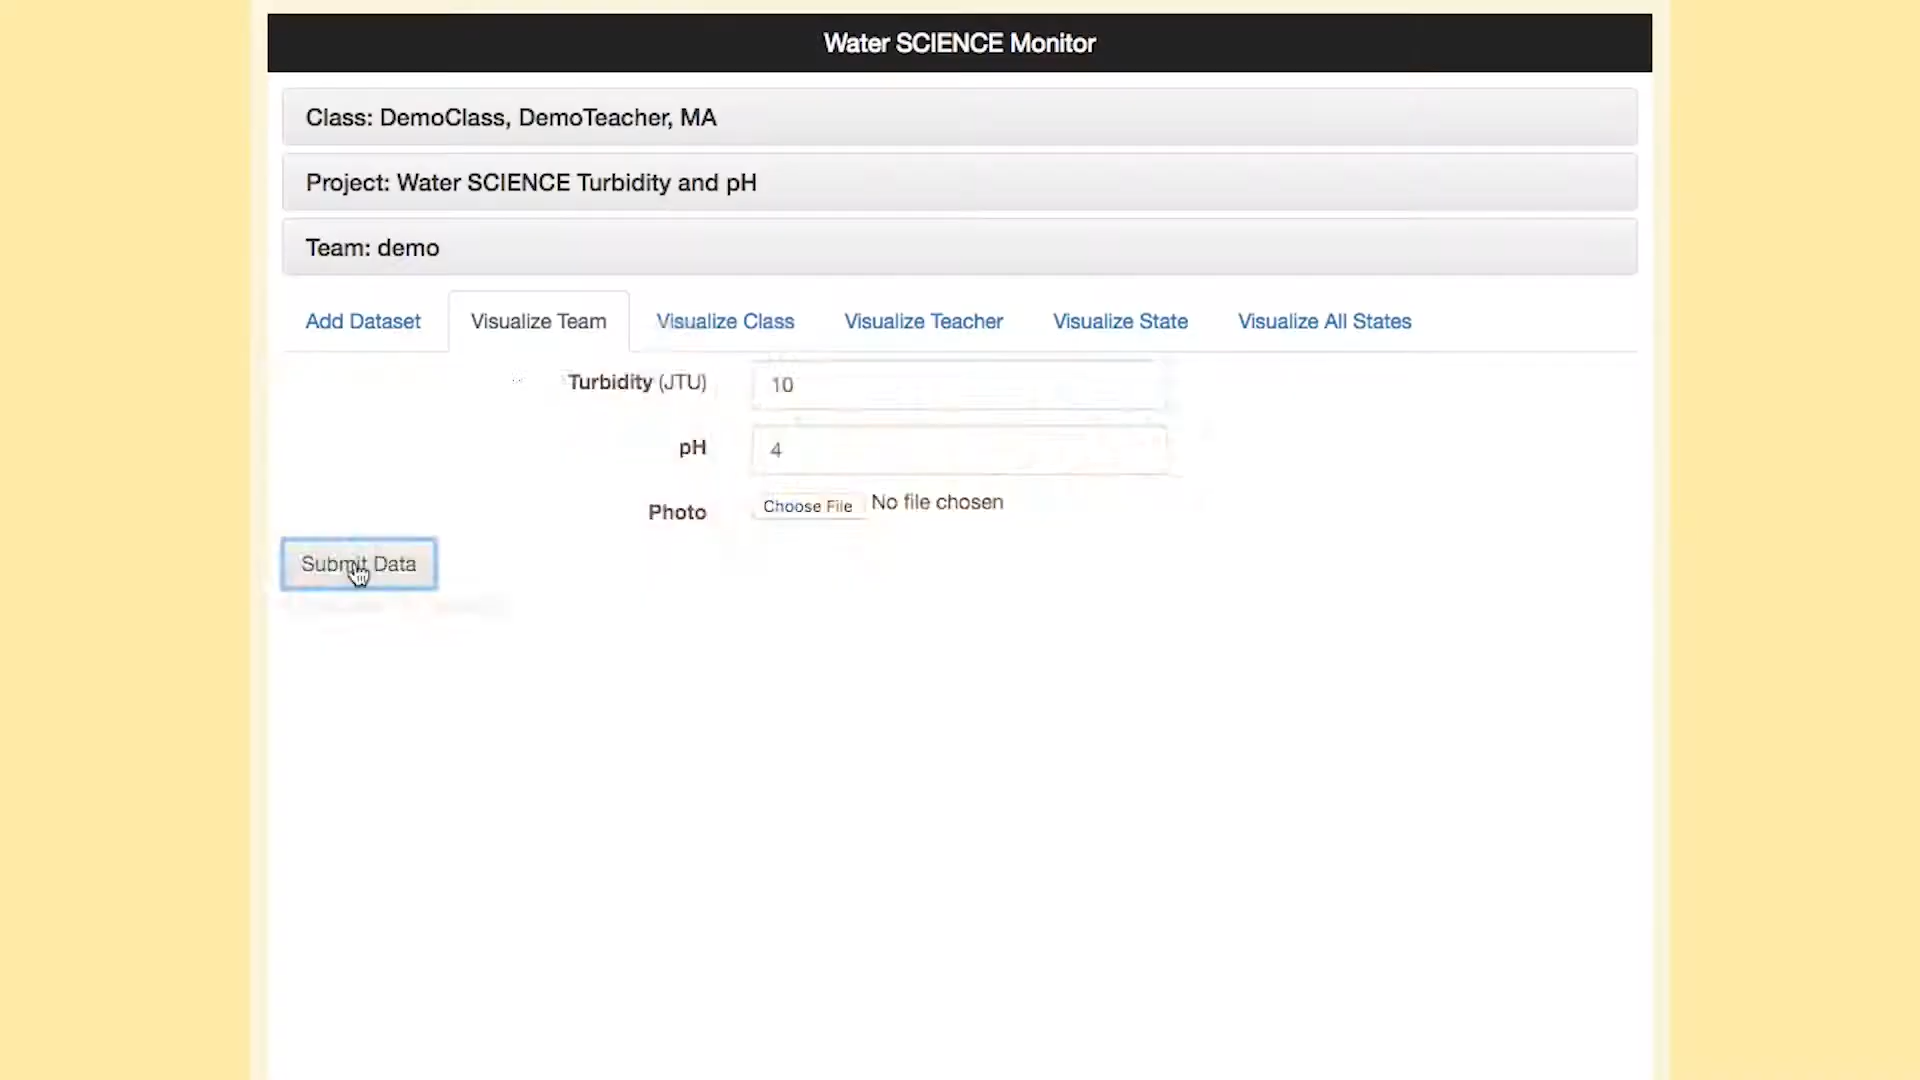 Water SCIENCE Monitor
Class: DemoClass, DemoTeacher, MA
Project: Water SCIENCE Turbidity and pH
Team: demo
Add Dataset Visualize Team Visualize Class Visualize Teacher Visualize State Visualize All States
Turbidity (JTU) 10
pH 4
Photo Choose File No file chosen
Submit Data